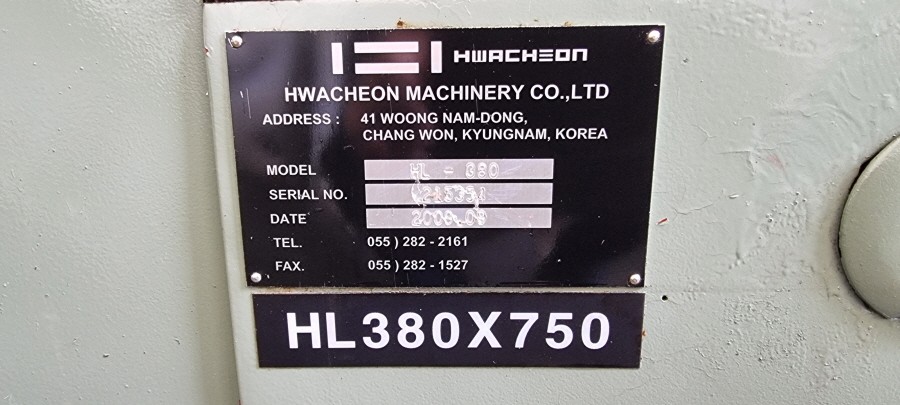 HWACHEON
HWACHEON MACHINERY CO.,LTD
ADDRESS : 41 WOONG NAM-DONG,
CHANG WON, KYUNGNAM, KOREA
MODEL HL - 380
SERIAL NO.
DATE
TEL. 055 ) 282 - 2161
FAX. 055 ) 282 - 1527
HL380X750